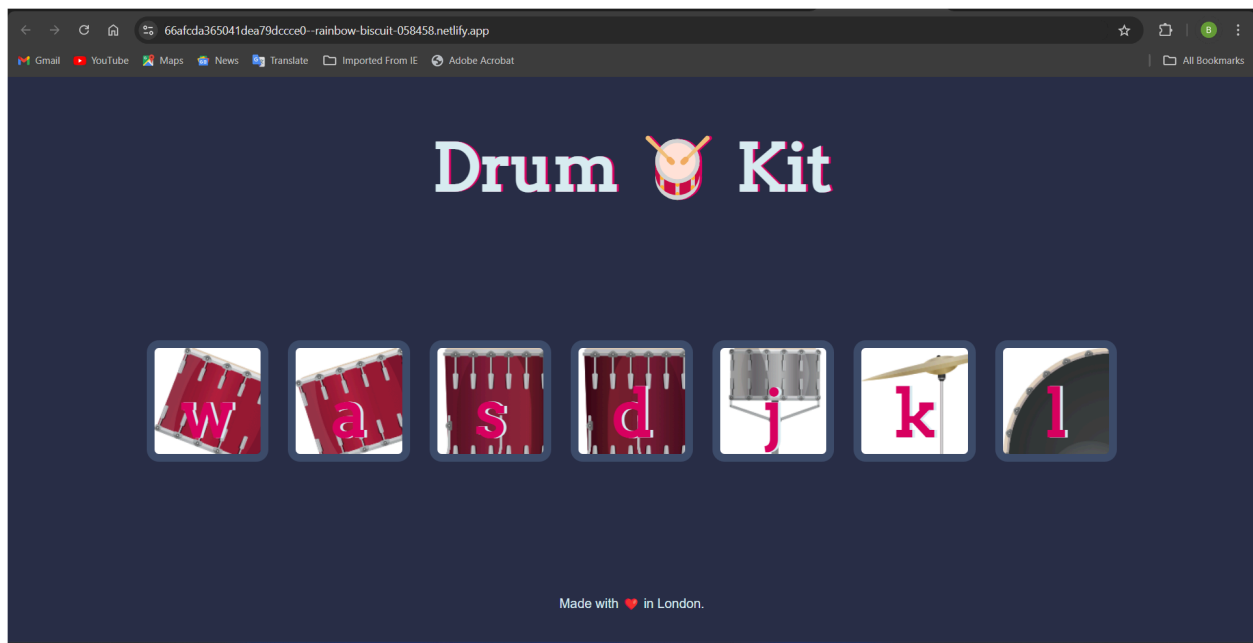 66afcda365041dea79dccce0--rainbow-biscuit-058458.netlify.app
B
Gmail YouTube Maps News Translate Imported From IE Adobe Acrobat All Bookmarks
Drum 🥁 Kit
w a s d j k l
Made with ❤️ in London.